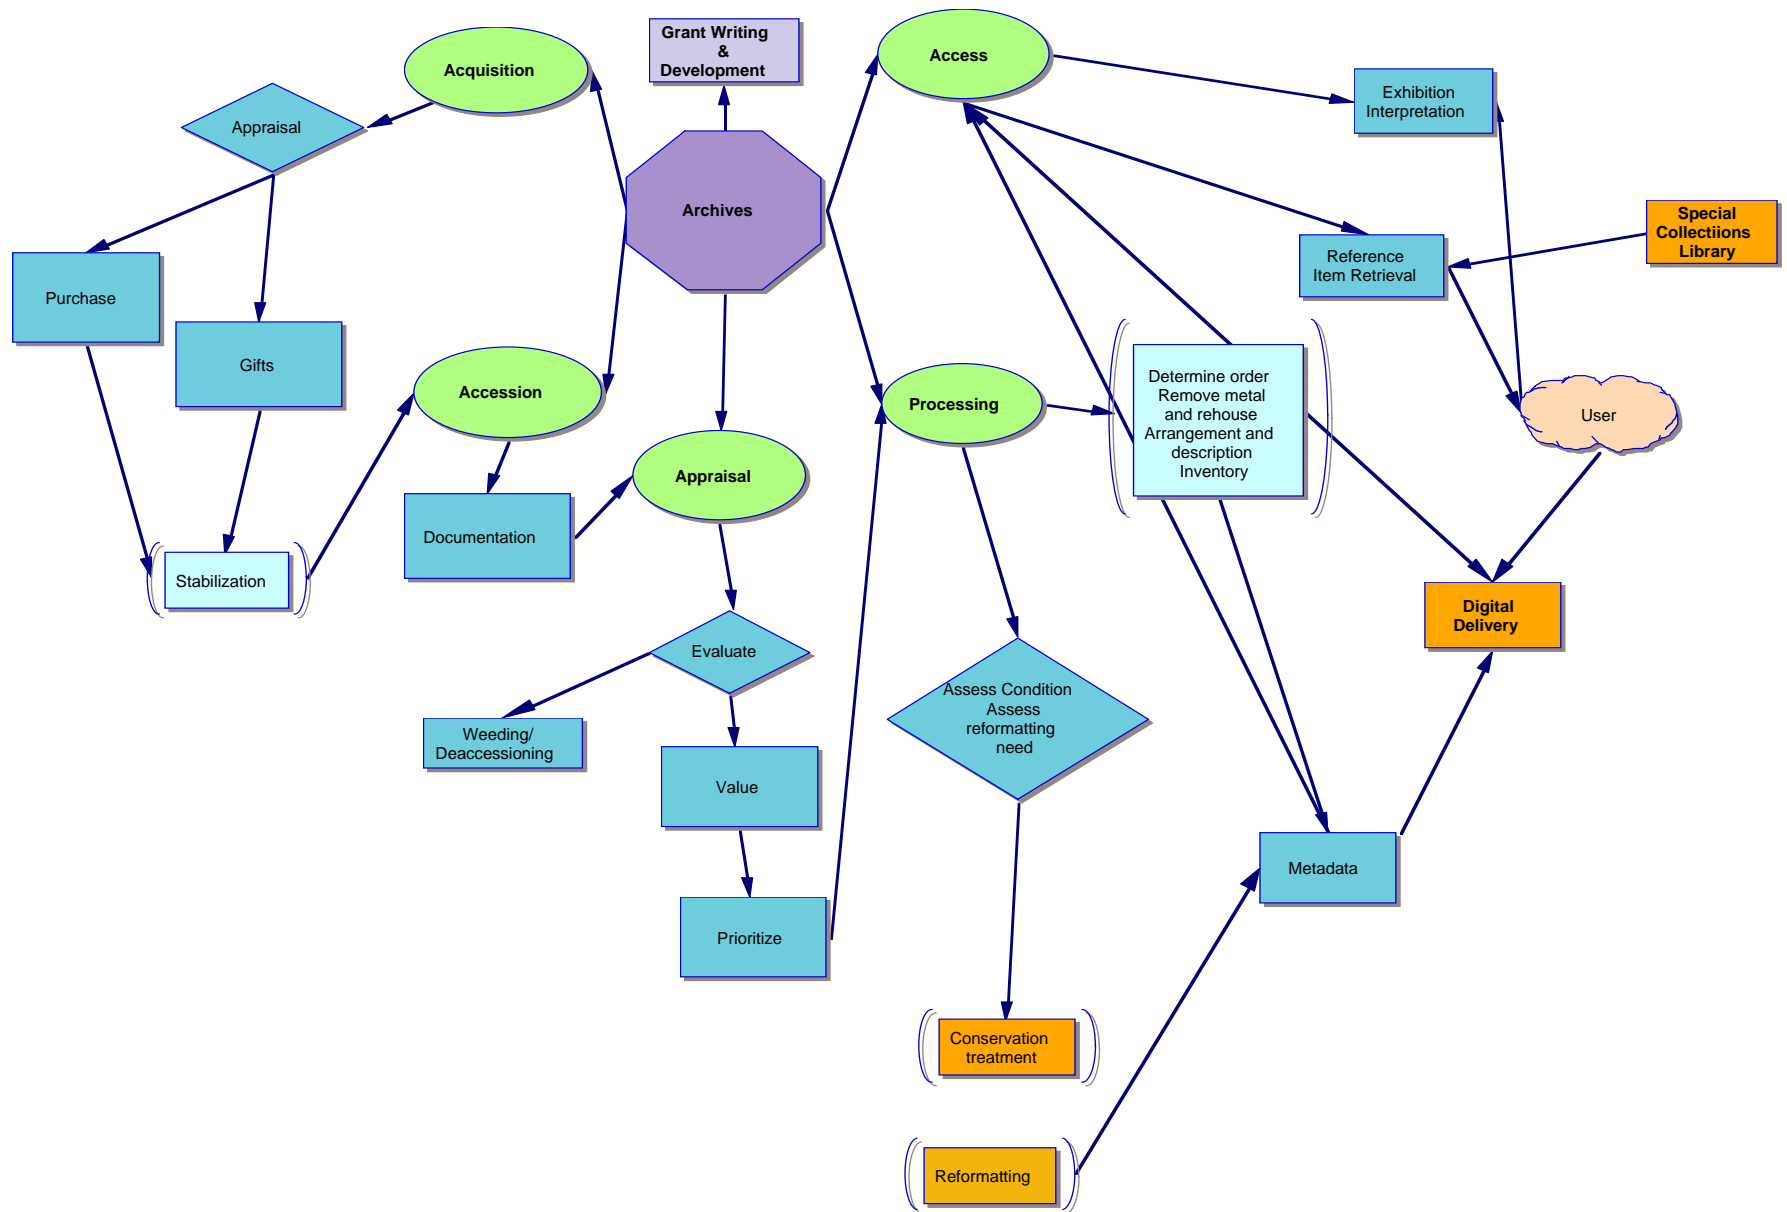 Grant Writing
&
Development
Acquisition
Access
Exhibition
Interpretation
Appraisal
Archives
Special
Collectiions
Library
Reference
Item Retrieval
Purchase
Gifts
Accession
Processing
Determine order
Remove metal
and rehouse
Arrangement and
description
Inventory
User
Appraisal
Documentation
Stabilization
Digital
Delivery
Evaluate
Assess Condition
Assess
reformatting
need
Weeding/
Deaccessioning
Value
Metadata
Prioritize
Conservation
treatment
Reformatting